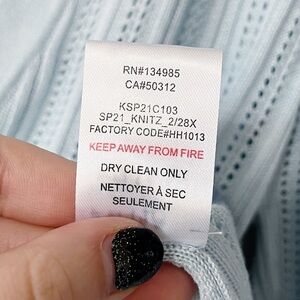 RN#134985
CA#50312
KSP21C103
SP21_KNITZ_2/28X
FACTORY CODE#HH1013
KEEP AWAY FROM FIRE
DRY CLEAN ONLY
NETTOYER À SEC
SEULEMENT